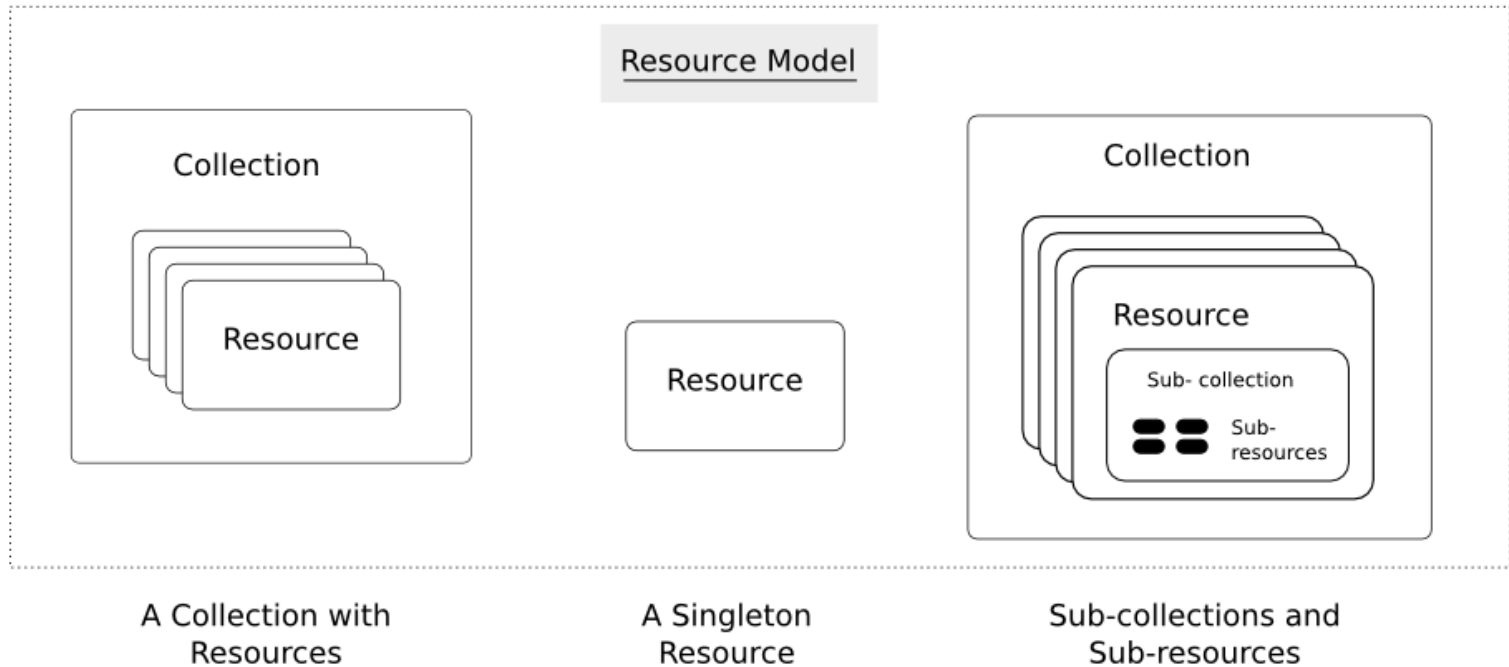 Resource Model
Collection
Resource
Resource
Collection
Resource
Sub- collection
Sub-
resources
A Collection with
Resources
A Singleton
Resource
Sub-collections and
Sub-resources